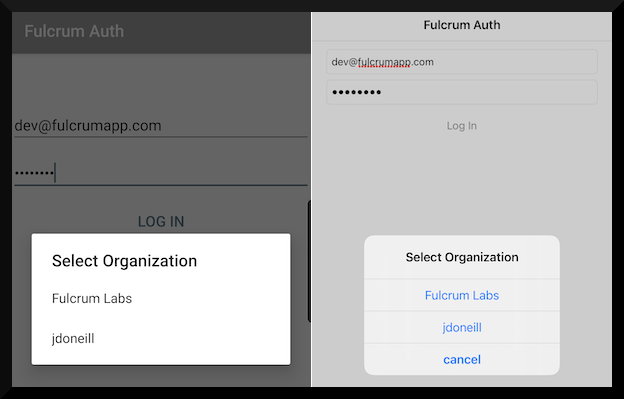 Fulcrum Auth
dev@fulcrumapp.com
••••••••
LOG IN
Select Organization
Fulcrum Labs
jdoneill
Fulcrum Auth
dev@fulcrumapp.com
••••••••
Log In
Select Organization
Fulcrum Labs
jdoneill
cancel